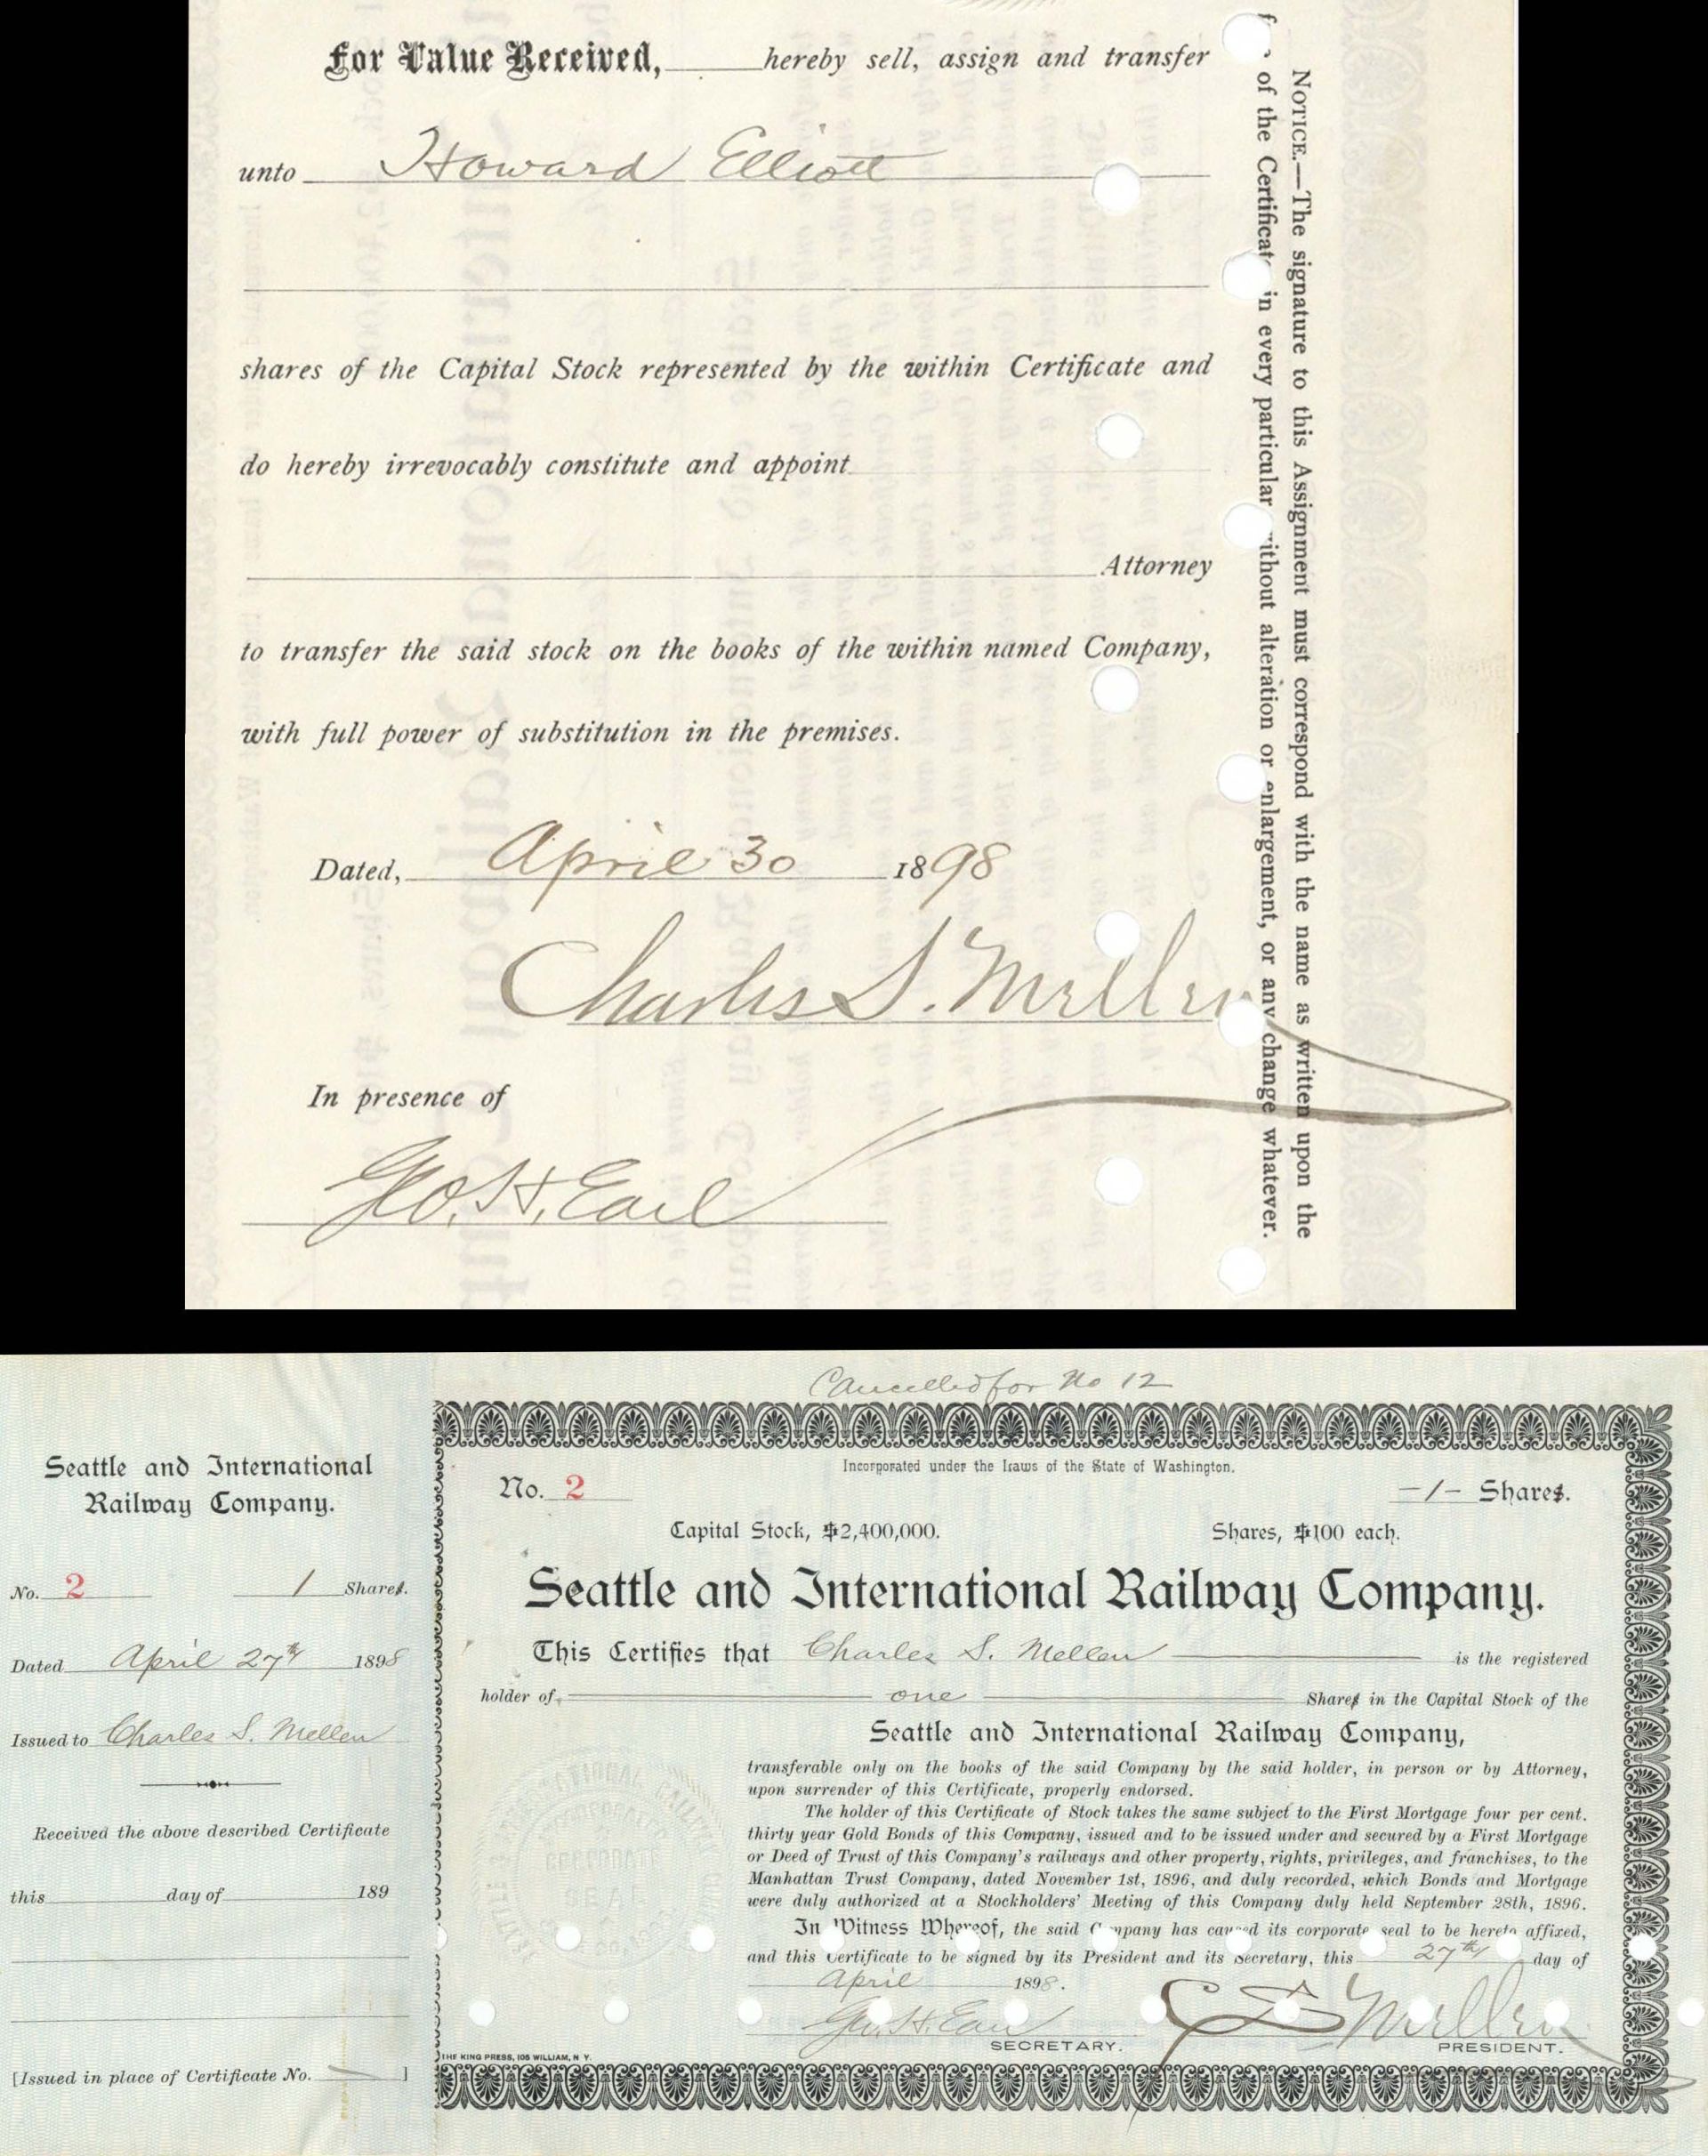 For Value Received, hereby sell, assign and transfer
unto Howard Elliott
shares of the Capital Stock represented by the within Certificate and
do hereby irrevocably constitute and appoint
Attorney
to transfer the said stock on the books of the within named Company,
with full power of substitution in the premises.
Dated, April 30 1898
Charles S. Mellen
In presence of
Geo. H. Earl
NOTICE.—The signature to this Assignment must correspond with the name as written upon the
of the Certificate in every particular without alteration or enlargement, or any change whatever.
Cancelled for No 12
Seattle and International
Railway Company.
No. 2 1 Shares.
Dated April 27th 1898
Issued to Charles S. Mellen
Received the above described Certificate
this day of 189
[Issued in place of Certificate No. ]
Incorporated under the Laws of the State of Washington.
No. 2 -1- Shares.
Capital Stock, $2,400,000. Shares, $100 each.
Seattle and International Railway Company.
This Certifies that Charles S. Mellen is the registered
holder of one Shares in the Capital Stock of the
Seattle and International Railway Company,
transferable only on the books of the said Company by the said holder, in person or by Attorney,
upon surrender of this Certificate, properly endorsed.
The holder of this Certificate of Stock takes the same subject to the First Mortgage four per cent.
thirty year Gold Bonds of this Company, issued and to be issued under and secured by a First Mortgage
or Deed of Trust of this Company's railways and other property, rights, privileges, and franchises, to the
Manhattan Trust Company, dated November 1st, 1896, and duly recorded, which Bonds and Mortgage
were duly authorized at a Stockholders' Meeting of this Company duly held September 28th, 1896.
In Witness Whereof, the said Company has caused its corporate seal to be hereto affixed,
and this Certificate to be signed by its President and its Secretary, this 27th day of
April 1898.
Geo. H. Earl C S Mellen
SECRETARY. PRESIDENT.
THE KING PRESS, 105 WILLIAM, N. Y.
CORPORATE
SEAL